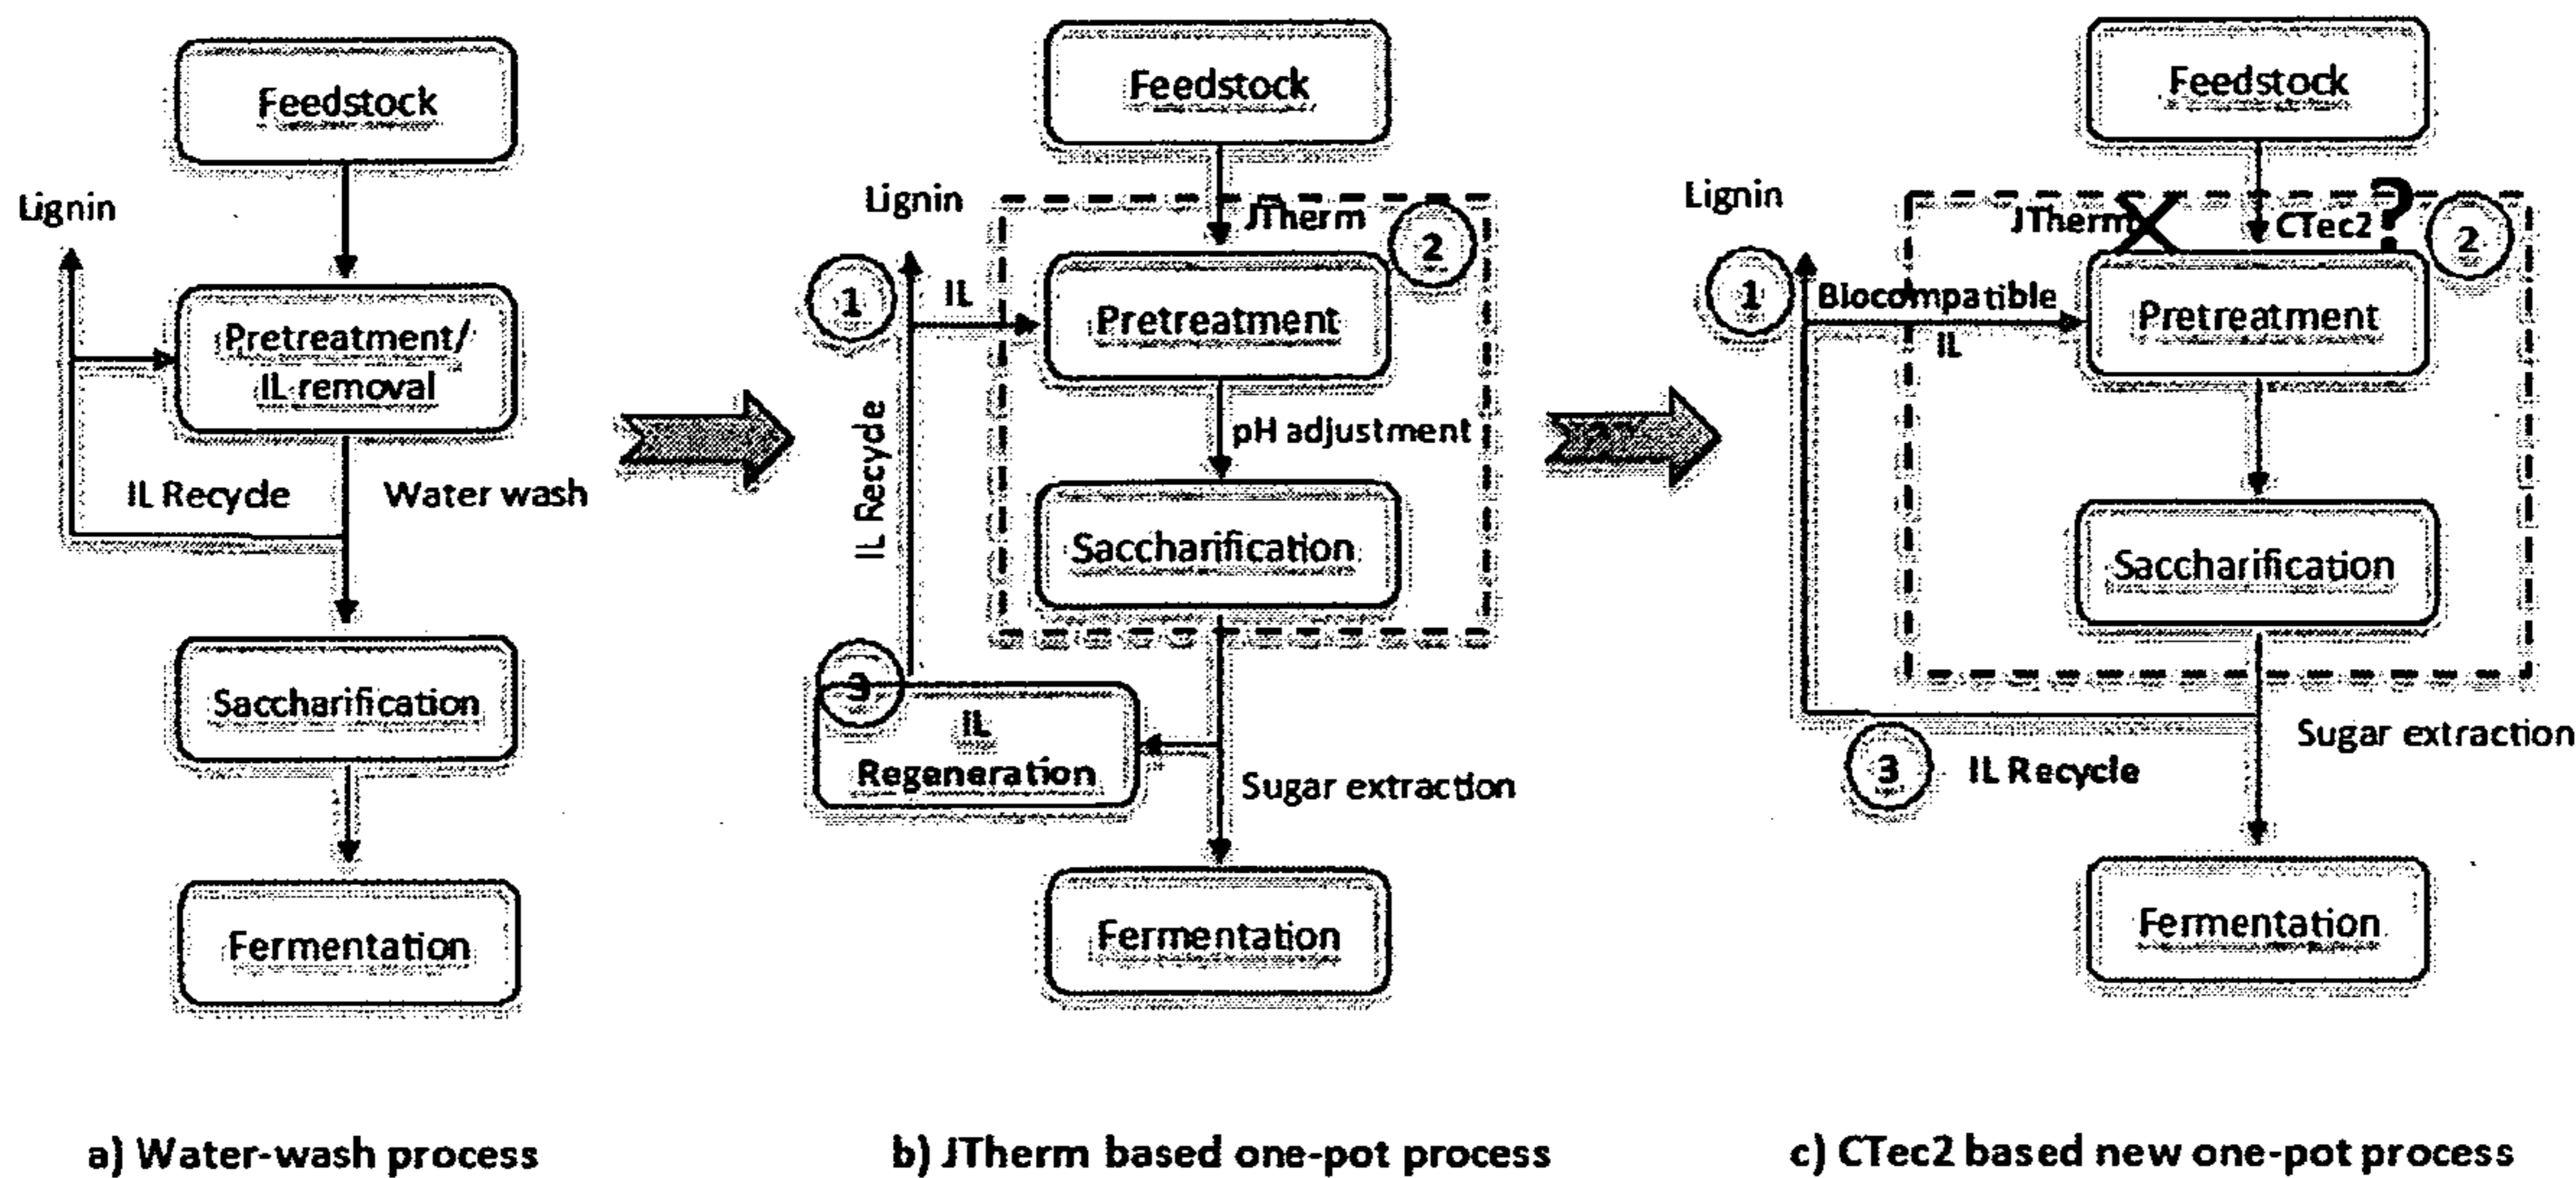 Feedstock
Lignin
Pretreatment/
IL removal
IL Recycle
Water wash
Saccharification
Fermentation
a) Water-wash process
Feedstock
Lignin
JTherm
2
1
IL
Pretreatment
IL Recycle
pH adjustment
Saccharification
3
IL
Regeneration
Sugar extraction
Fermentation
b) JTherm based one-pot process
Feedstock
Lignin
JTherm X
CTec2 ?
2
1
Biocompatible
IL
Pretreatment
Saccharification
Sugar extraction
3
IL Recycle
Fermentation
c) CTec2 based new one-pot process